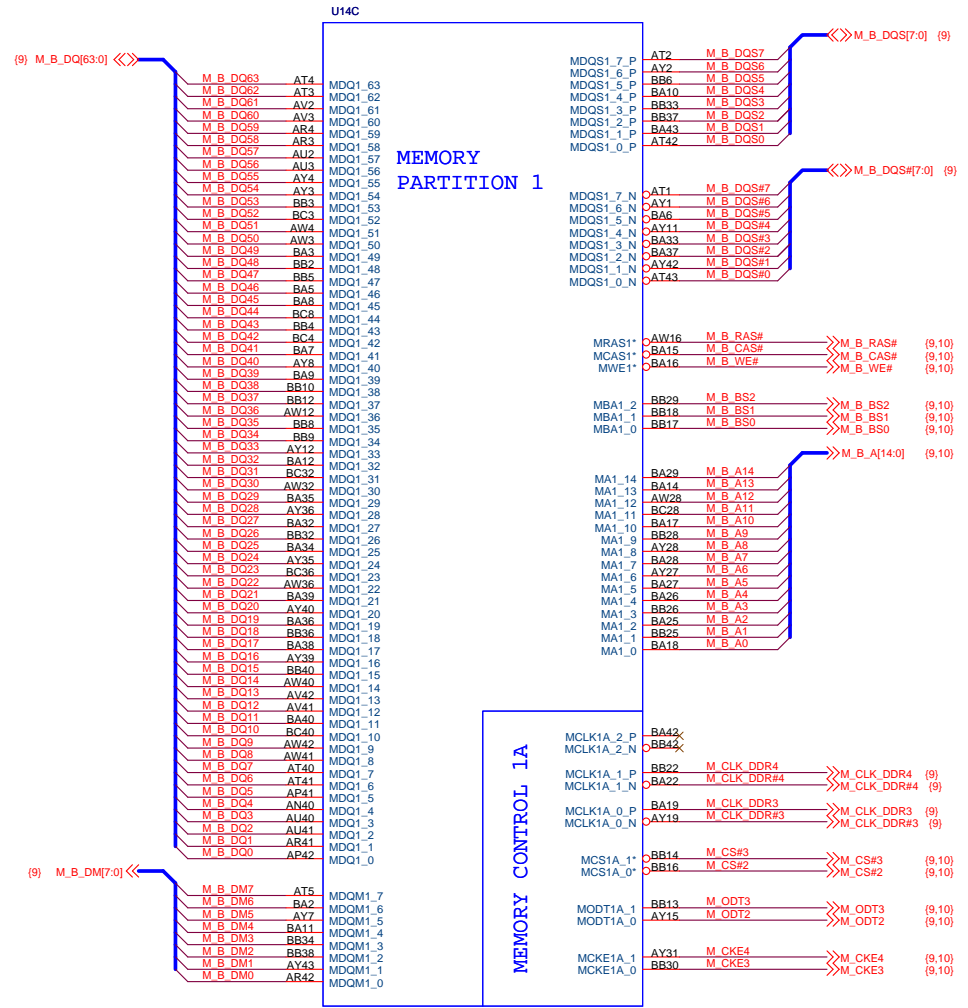 U14C
{9} M_B_DQ[63:0]
M_B_DQ63 AT4 MDQ1_63
M_B_DQ62 AT3 MDQ1_62
M_B_DQ61 AV2 MDQ1_61
M_B_DQ60 AV3 MDQ1_60
M_B_DQ59 AR4 MDQ1_59
M_B_DQ58 AR3 MDQ1_58
M_B_DQ57 AU2 MDQ1_57
M_B_DQ56 AU3 MDQ1_56
M_B_DQ55 AY4 MDQ1_55
M_B_DQ54 AY3 MDQ1_54
M_B_DQ53 BB3 MDQ1_53
M_B_DQ52 BC3 MDQ1_52
M_B_DQ51 AW4 MDQ1_51
M_B_DQ50 AW3 MDQ1_50
M_B_DQ49 BA3 MDQ1_49
M_B_DQ48 BB2 MDQ1_48
M_B_DQ47 BB5 MDQ1_47
M_B_DQ46 BA5 MDQ1_46
M_B_DQ45 BA8 MDQ1_45
M_B_DQ44 BC8 MDQ1_44
M_B_DQ43 BB4 MDQ1_43
M_B_DQ42 BC4 MDQ1_42
M_B_DQ41 BA7 MDQ1_41
M_B_DQ40 AY8 MDQ1_40
M_B_DQ39 BA9 MDQ1_39
M_B_DQ38 BB10 MDQ1_38
M_B_DQ37 BB12 MDQ1_37
M_B_DQ36 AW12 MDQ1_36
M_B_DQ35 BB8 MDQ1_35
M_B_DQ34 BB9 MDQ1_34
M_B_DQ33 AY12 MDQ1_33
M_B_DQ32 BA12 MDQ1_32
M_B_DQ31 BC32 MDQ1_31
M_B_DQ30 AW32 MDQ1_30
M_B_DQ29 BA35 MDQ1_29
M_B_DQ28 AY36 MDQ1_28
M_B_DQ27 BA32 MDQ1_27
M_B_DQ26 BB32 MDQ1_26
M_B_DQ25 BA34 MDQ1_25
M_B_DQ24 AY35 MDQ1_24
M_B_DQ23 BC36 MDQ1_23
M_B_DQ22 AW36 MDQ1_22
M_B_DQ21 BA39 MDQ1_21
M_B_DQ20 AY40 MDQ1_20
M_B_DQ19 BA36 MDQ1_19
M_B_DQ18 BB36 MDQ1_18
M_B_DQ17 BA38 MDQ1_17
M_B_DQ16 AY39 MDQ1_16
M_B_DQ15 BB40 MDQ1_15
M_B_DQ14 AW40 MDQ1_14
M_B_DQ13 AV42 MDQ1_13
M_B_DQ12 AV41 MDQ1_12
M_B_DQ11 BA40 MDQ1_11
M_B_DQ10 BC40 MDQ1_10
M_B_DQ9 AW42 MDQ1_9
M_B_DQ8 AW41 MDQ1_8
M_B_DQ7 AT40 MDQ1_7
M_B_DQ6 AT41 MDQ1_6
M_B_DQ5 AP41 MDQ1_5
M_B_DQ4 AN40 MDQ1_4
M_B_DQ3 AU40 MDQ1_3
M_B_DQ2 AU41 MDQ1_2
M_B_DQ1 AR41 MDQ1_1
M_B_DQ0 AP42 MDQ1_0
{9} M_B_DM[7:0]
M_B_DM7 AT5 MDQM1_7
M_B_DM6 BA2 MDQM1_6
M_B_DM5 AY7 MDQM1_5
M_B_DM4 BA11 MDQM1_4
M_B_DM3 BB34 MDQM1_3
M_B_DM2 BB38 MDQM1_2
M_B_DM1 AY43 MDQM1_1
M_B_DM0 AR42 MDQM1_0
MEMORY
PARTITION 1
M_B_DQS[7:0] {9}
MDQS1_7_P AT2 M_B_DQS7
MDQS1_6_P AY2 M_B_DQS6
MDQS1_5_P BB6 M_B_DQS5
MDQS1_4_P BA10 M_B_DQS4
MDQS1_3_P BB33 M_B_DQS3
MDQS1_2_P BB37 M_B_DQS2
MDQS1_1_P BA43 M_B_DQS1
MDQS1_0_P AT42 M_B_DQS0
M_B_DQS#[7:0] {9}
MDQS1_7_N AT1 M_B_DQS#7
MDQS1_6_N AY1 M_B_DQS#6
MDQS1_5_N BA6 M_B_DQS#5
MDQS1_4_N AY11 M_B_DQS#4
MDQS1_3_N BA33 M_B_DQS#3
MDQS1_2_N BA37 M_B_DQS#2
MDQS1_1_N AY42 M_B_DQS#1
MDQS1_0_N AT43 M_B_DQS#0
MRAS1* AW16 M_B_RAS# M_B_RAS# {9,10}
MCAS1* BA15 M_B_CAS# M_B_CAS# {9,10}
MWE1* BA16 M_B_WE# M_B_WE# {9,10}
MBA1_2 BB29 M_B_BS2 M_B_BS2 {9,10}
MBA1_1 BB18 M_B_BS1 M_B_BS1 {9,10}
MBA1_0 BB17 M_B_BS0 M_B_BS0 {9,10}
M_B_A[14:0] {9,10}
MA1_14 BA29 M_B_A14
MA1_13 BA14 M_B_A13
MA1_12 AW28 M_B_A12
MA1_11 BC28 M_B_A11
MA1_10 BA17 M_B_A10
MA1_9 BB28 M_B_A9
MA1_8 AY28 M_B_A8
MA1_7 BA28 M_B_A7
MA1_6 AY27 M_B_A6
MA1_5 BA27 M_B_A5
MA1_4 BA26 M_B_A4
MA1_3 BB26 M_B_A3
MA1_2 BA25 M_B_A2
MA1_1 BB25 M_B_A1
MA1_0 BA18 M_B_A0
MEMORY CONTROL 1A
MCLK1A_2_P BA42
MCLK1A_2_N BB42
MCLK1A_1_P BB22 M_CLK_DDR4 M_CLK_DDR4 {9}
MCLK1A_1_N BA22 M_CLK_DDR#4 M_CLK_DDR#4 {9}
MCLK1A_0_P BA19 M_CLK_DDR3 M_CLK_DDR3 {9}
MCLK1A_0_N AY19 M_CLK_DDR#3 M_CLK_DDR#3 {9}
MCS1A_1* BB14 M_CS#3 M_CS#3 {9,10}
MCS1A_0* BB16 M_CS#2 M_CS#2 {9,10}
MODT1A_1 BB13 M_ODT3 M_ODT3 {9,10}
MODT1A_0 AY15 M_ODT2 M_ODT2 {9,10}
MCKE1A_1 AY31 M_CKE4 M_CKE4 {9,10}
MCKE1A_0 BB30 M_CKE3 M_CKE3 {9,10}